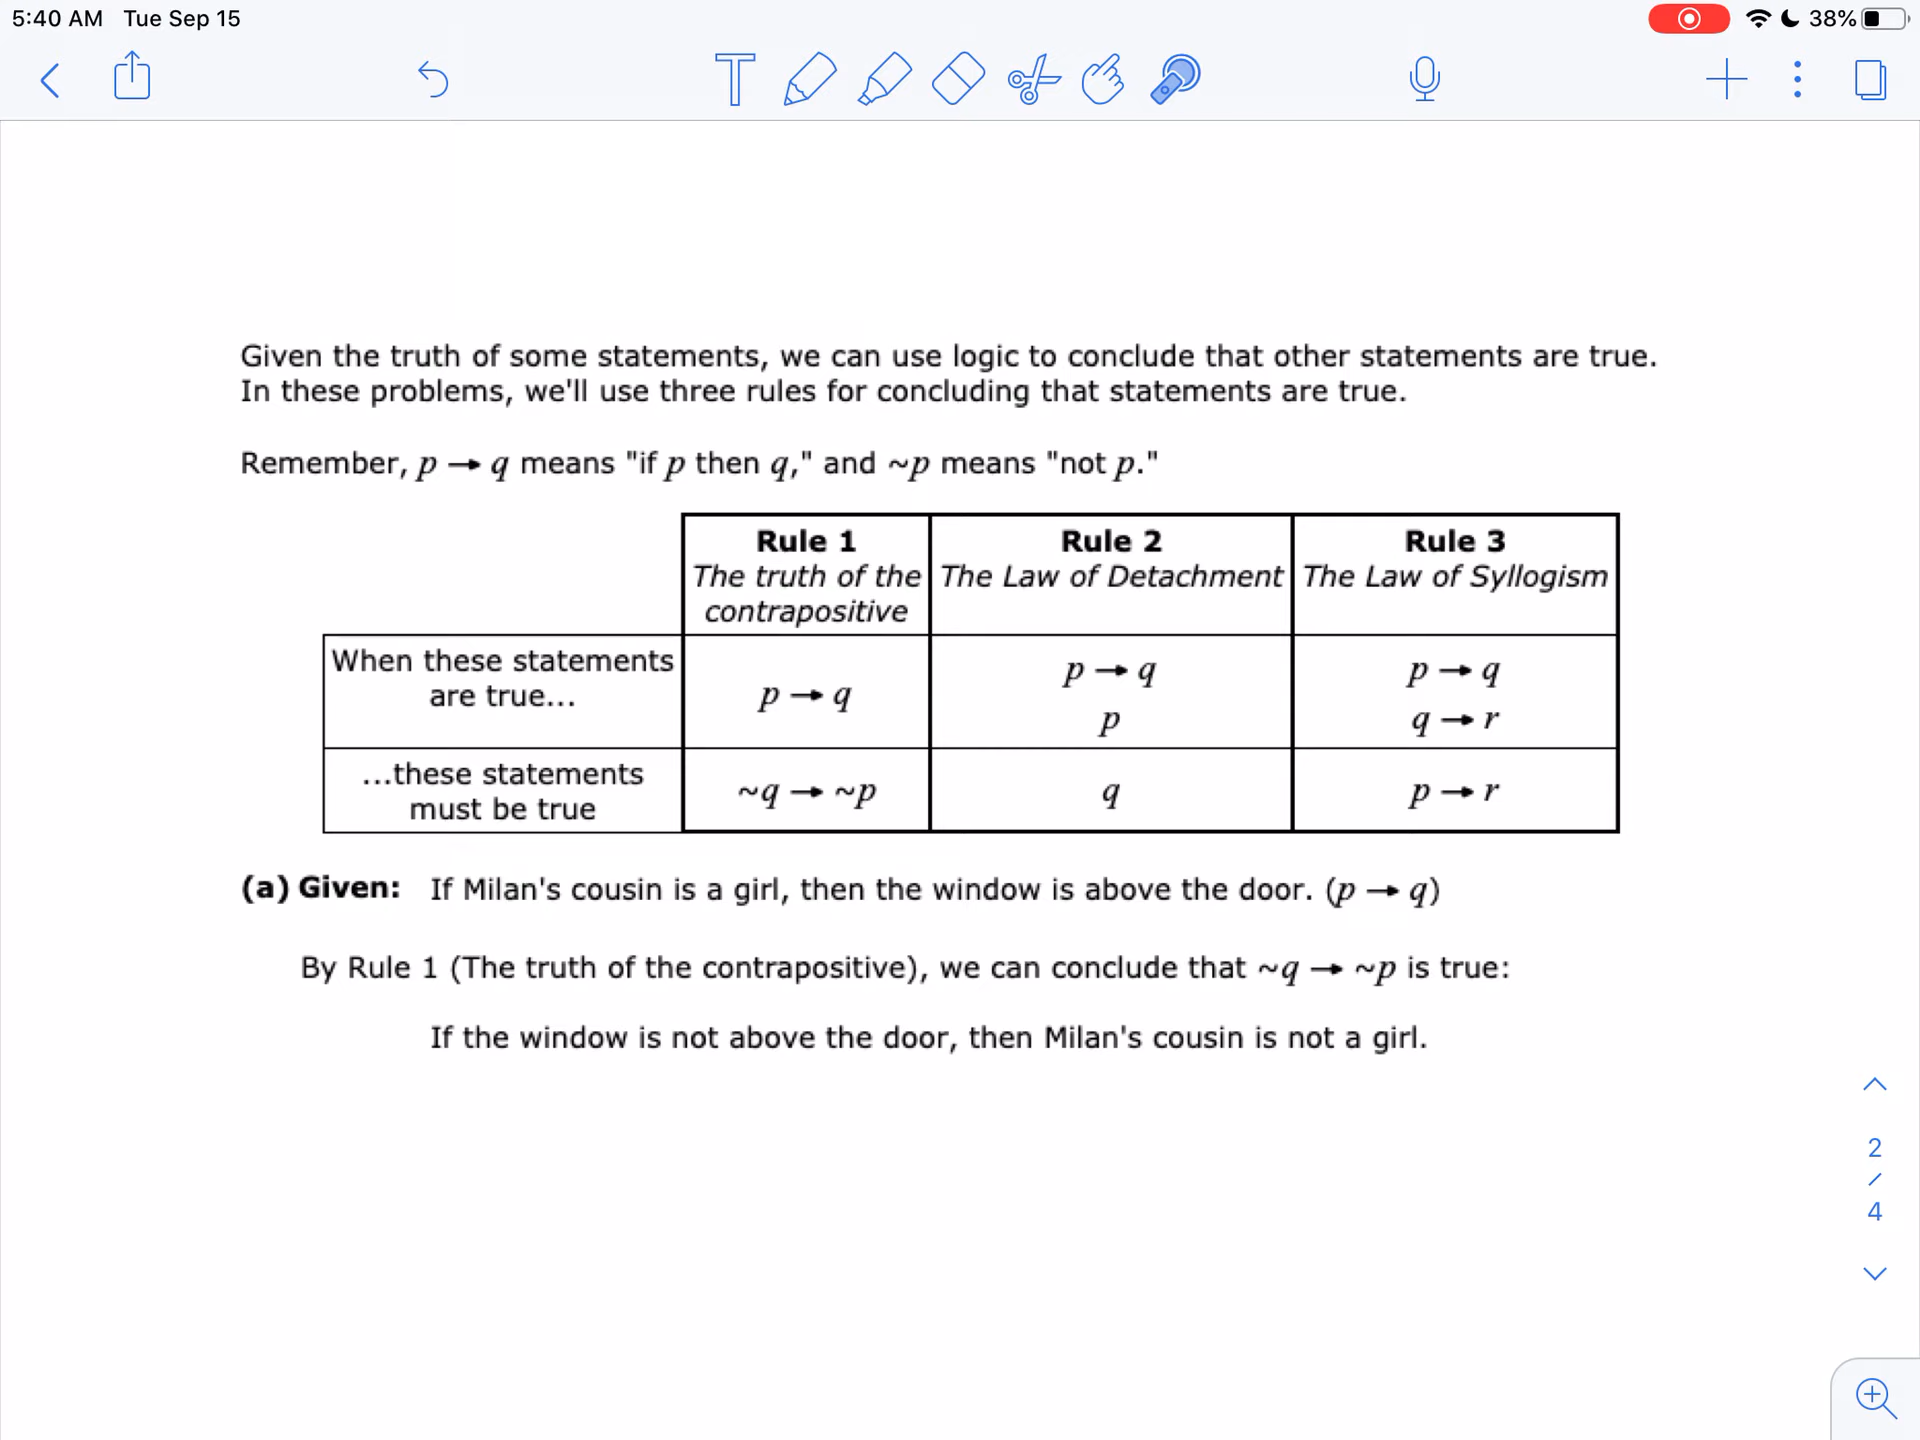 5:40 AM Tue Sep 15
38%
Given the truth of some statements, we can use logic to conclude that other statements are true.
In these problems, we'll use three rules for concluding that statements are true.
Remember, p → q means "if p then q," and ~p means "not p."
Rule 1
The truth of the
contrapositive
Rule 2
The Law of Detachment
Rule 3
The Law of Syllogism
When these statements
are true...
p → q
p → q
p
p → q
q → r
...these statements
must be true
~q → ~p
q
p → r
(a) Given: If Milan's cousin is a girl, then the window is above the door. (p → q)
By Rule 1 (The truth of the contrapositive), we can conclude that ~q → ~p is true:
If the window is not above the door, then Milan's cousin is not a girl.
2
/
4